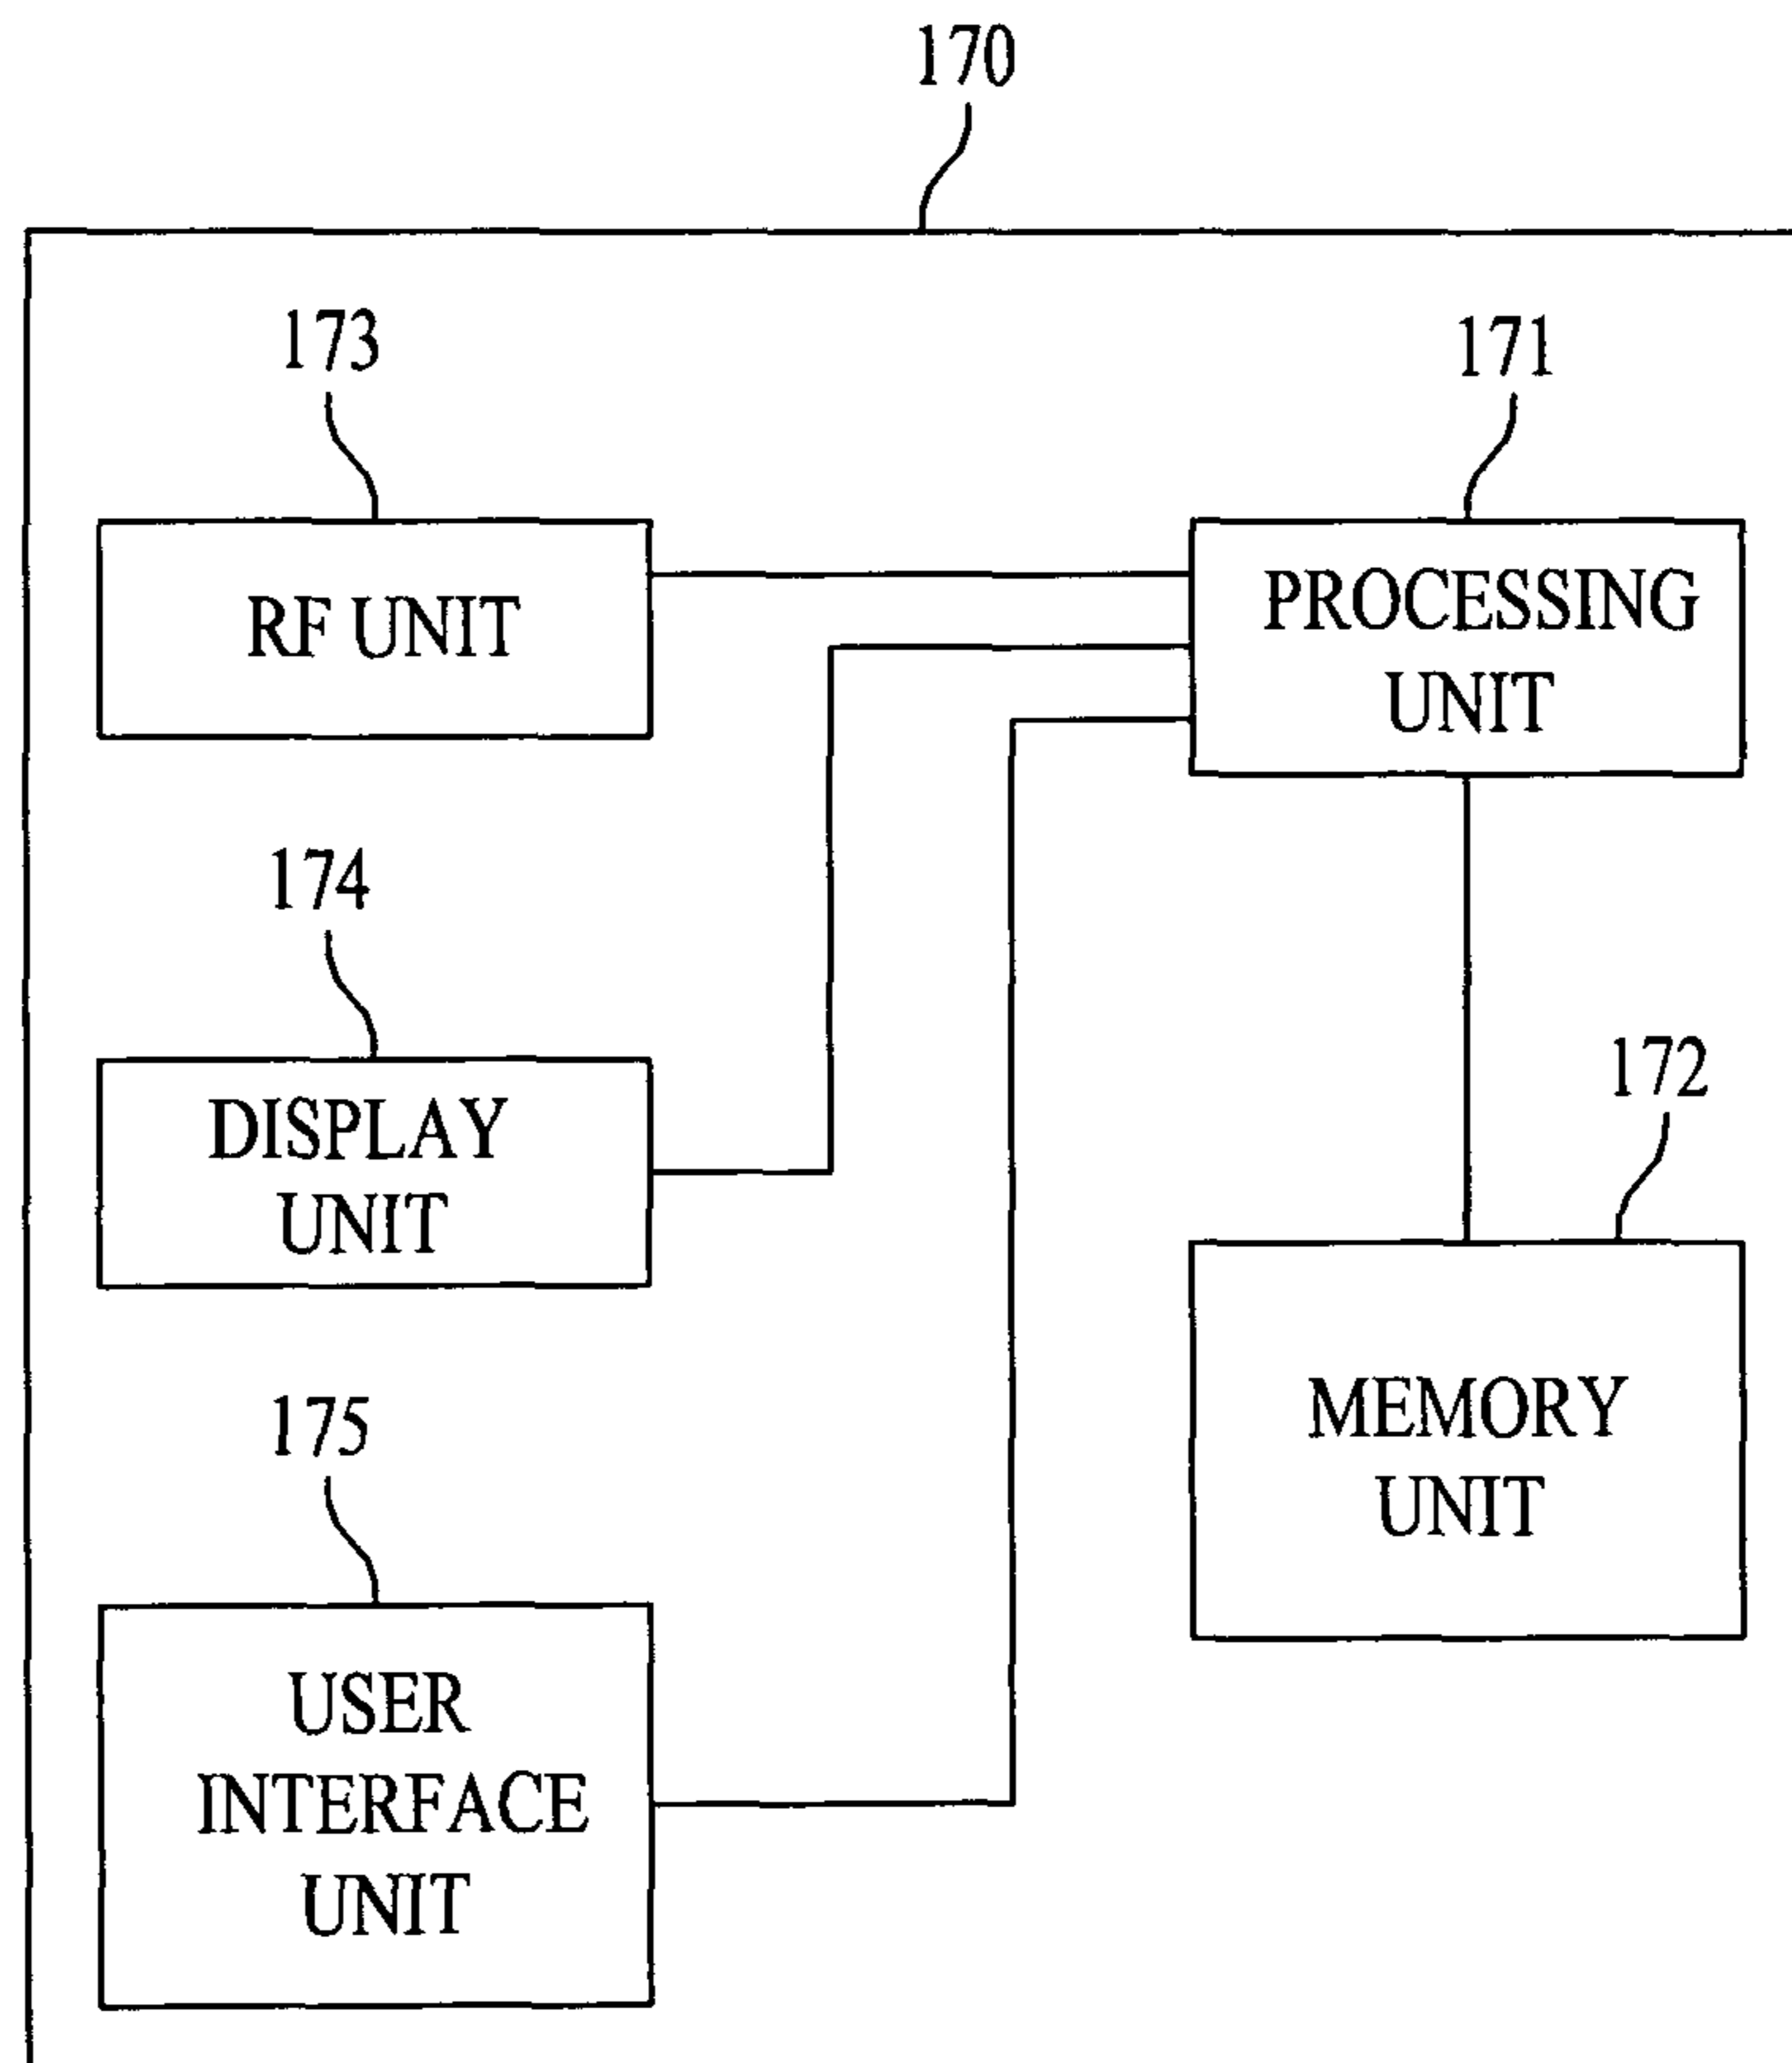 170
173
171
RF UNIT
PROCESSING
UNIT
174
172
DISPLAY
UNIT
175
MEMORY
UNIT
USER
INTERFACE
UNIT